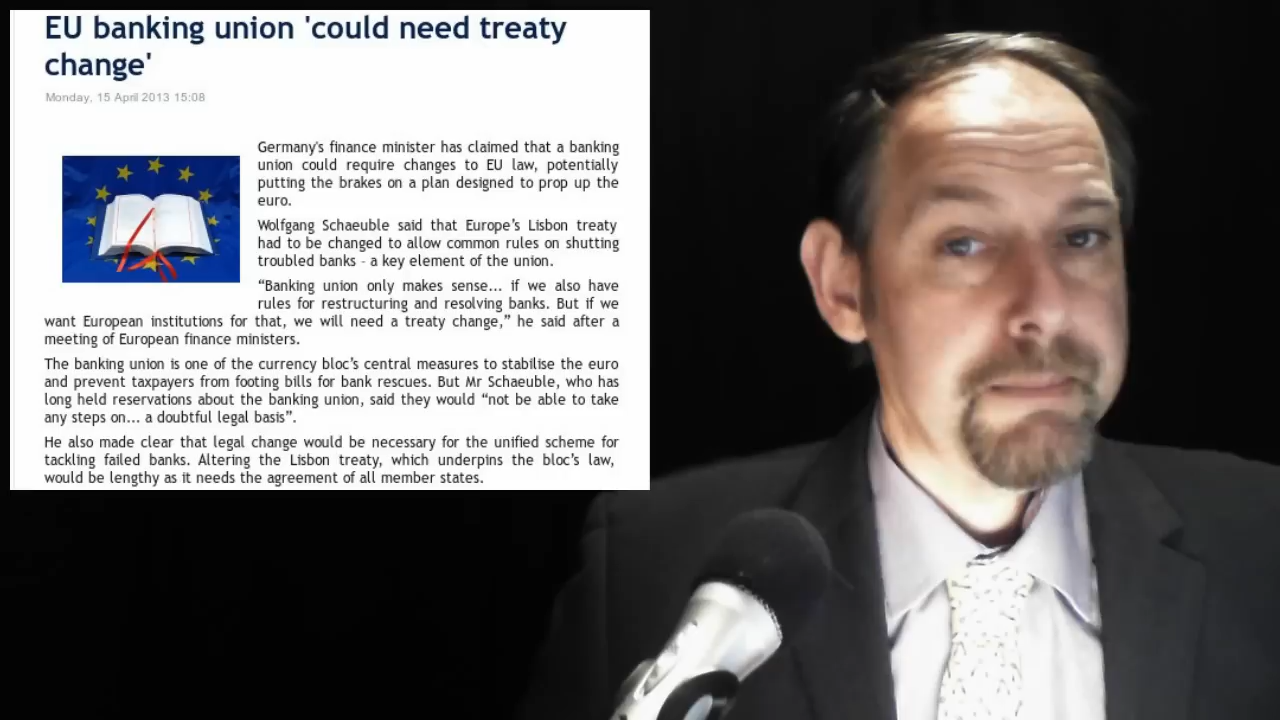 EU banking union 'could need treaty
change'
Monday, 15 April 2013 15:08
Germany's finance minister has claimed that a banking
union could require changes to EU law, potentially
putting the brakes on a plan designed to prop up the
euro.
Wolfgang Schaeuble said that Europe’s Lisbon treaty
had to be changed to allow common rules on shutting
troubled banks - a key element of the union.
“Banking union only makes sense... if we also have
rules for restructuring and resolving banks. But if we
want European institutions for that, we will need a treaty change,” he said after a
meeting of European finance ministers.
The banking union is one of the currency bloc’s central measures to stabilise the euro
and prevent taxpayers from footing bills for bank rescues. But Mr Schaeuble, who has
long held reservations about the banking union, said they would “not be able to take
any steps on... a doubtful legal basis”.
He also made clear that legal change would be necessary for the unified scheme for
tackling failed banks. Altering the Lisbon treaty, which underpins the bloc’s law,
would be lengthy as it needs the agreement of all member states.